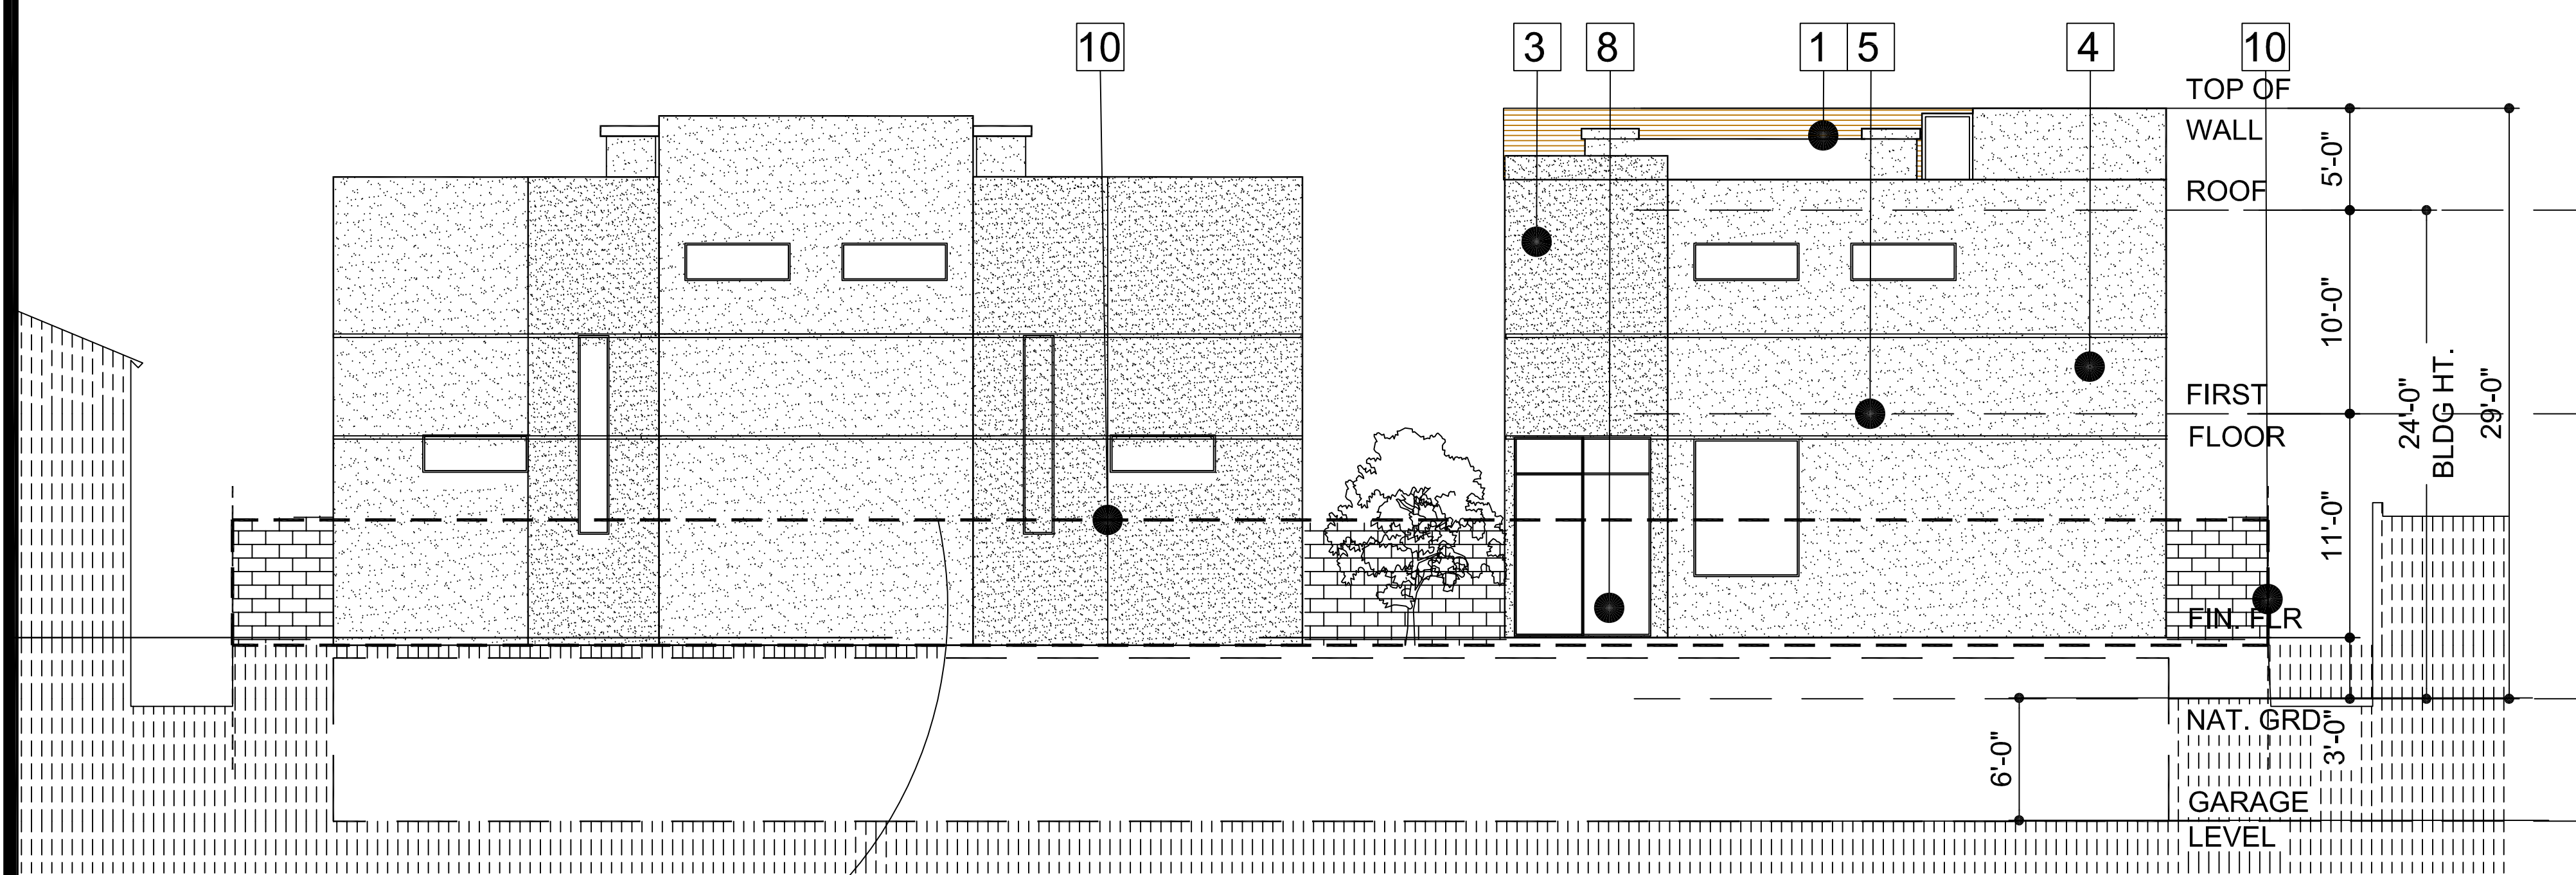 10
3
8
1
5
4
10
TOP OF
WALL
5'-0"
ROOF
10'-0"
FIRST
FLOOR
24'-0"
BLDG HT.
29'-0"
11'-0"
FIN. FLR
NAT. GRD
3'-0"
6'-0"
GARAGE
LEVEL